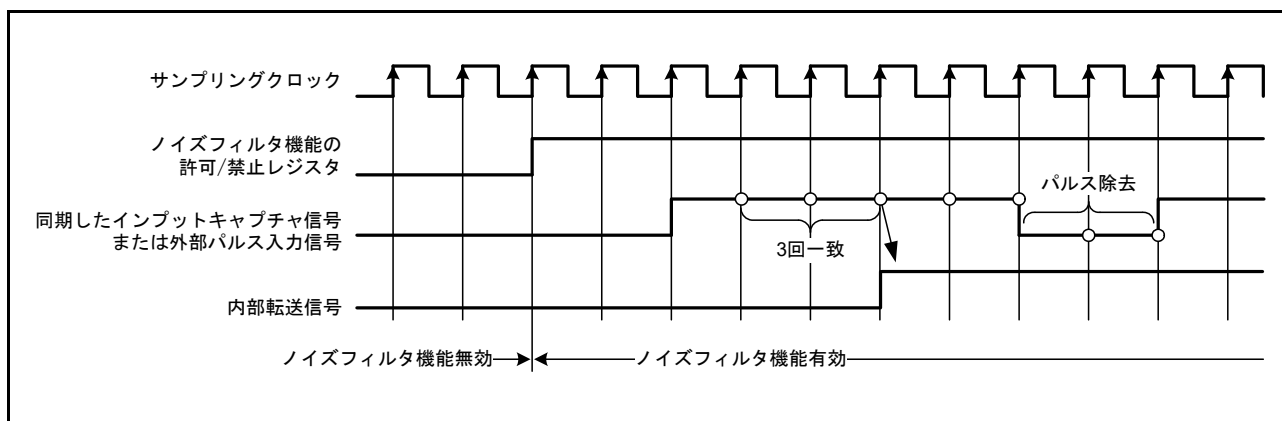 サンプリングクロック
ノイズフィルタ機能の
許可/禁止レジスタ
パルス除去
同期したインプットキャプチャ信号
または外部パルス入力信号
3回一致
内部転送信号
ノイズフィルタ機能無効
ノイズフィルタ機能有効